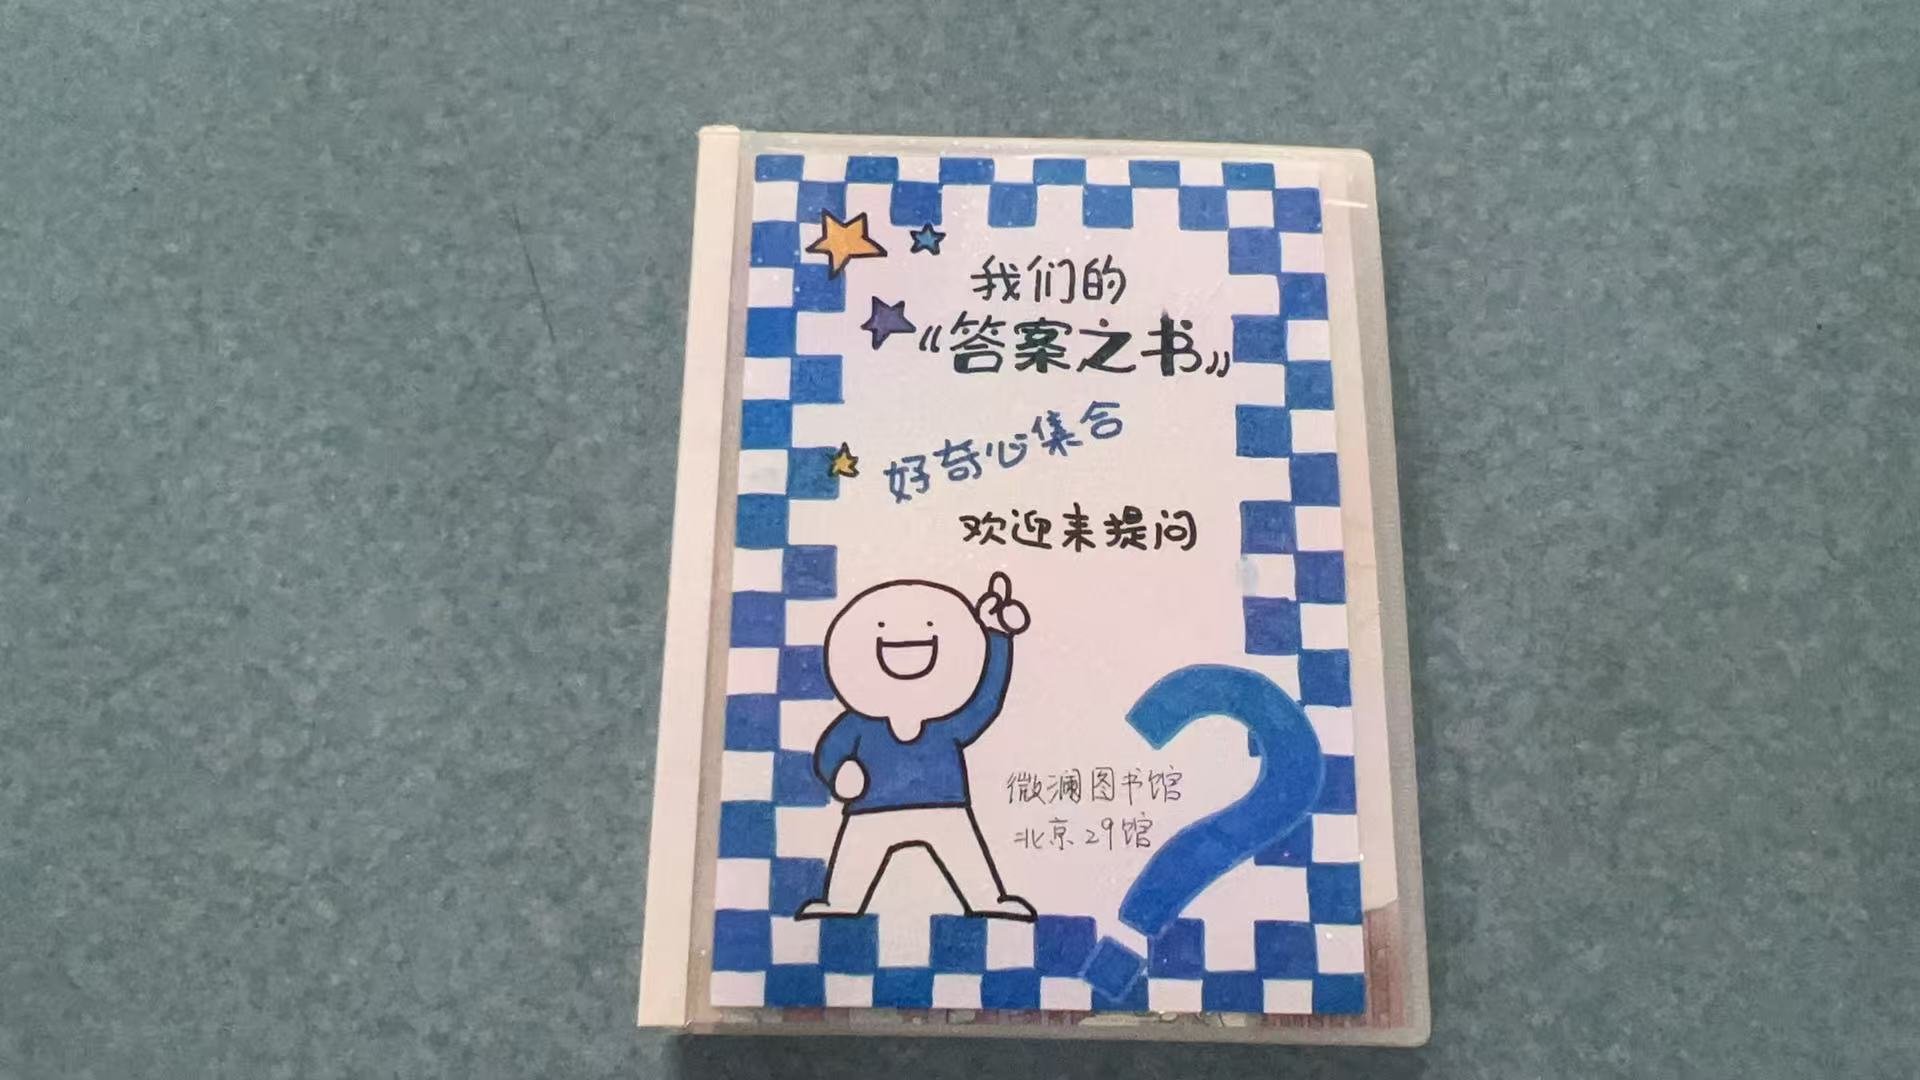 我们的
《答案之书》
好奇心集合
欢迎来提问
微澜图书馆
北京29馆